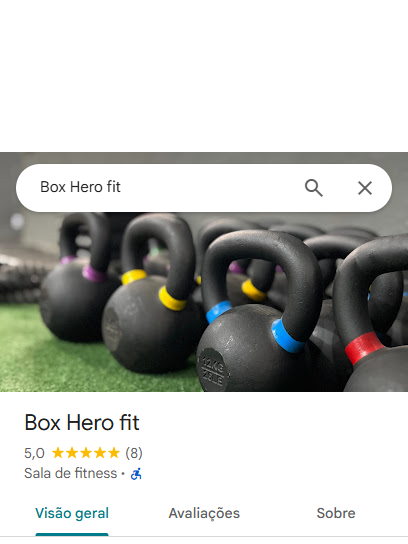 Box Hero fit
12KG
26LB
Box Hero fit
5,0 (8)
Sala de fitness ·
Visão geral Avaliações Sobre